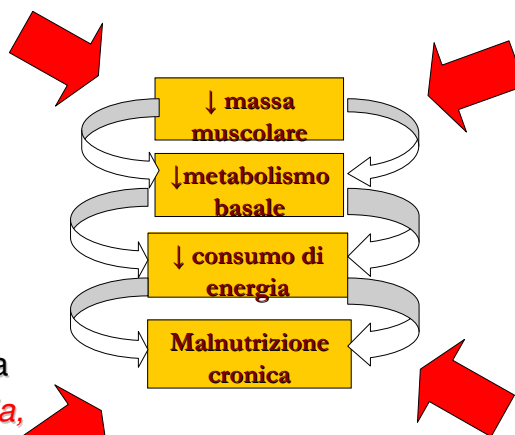 ↓ massa
muscolare
↓metabolismo
basale
↓ consumo di
energia
Malnutrizione
cronica